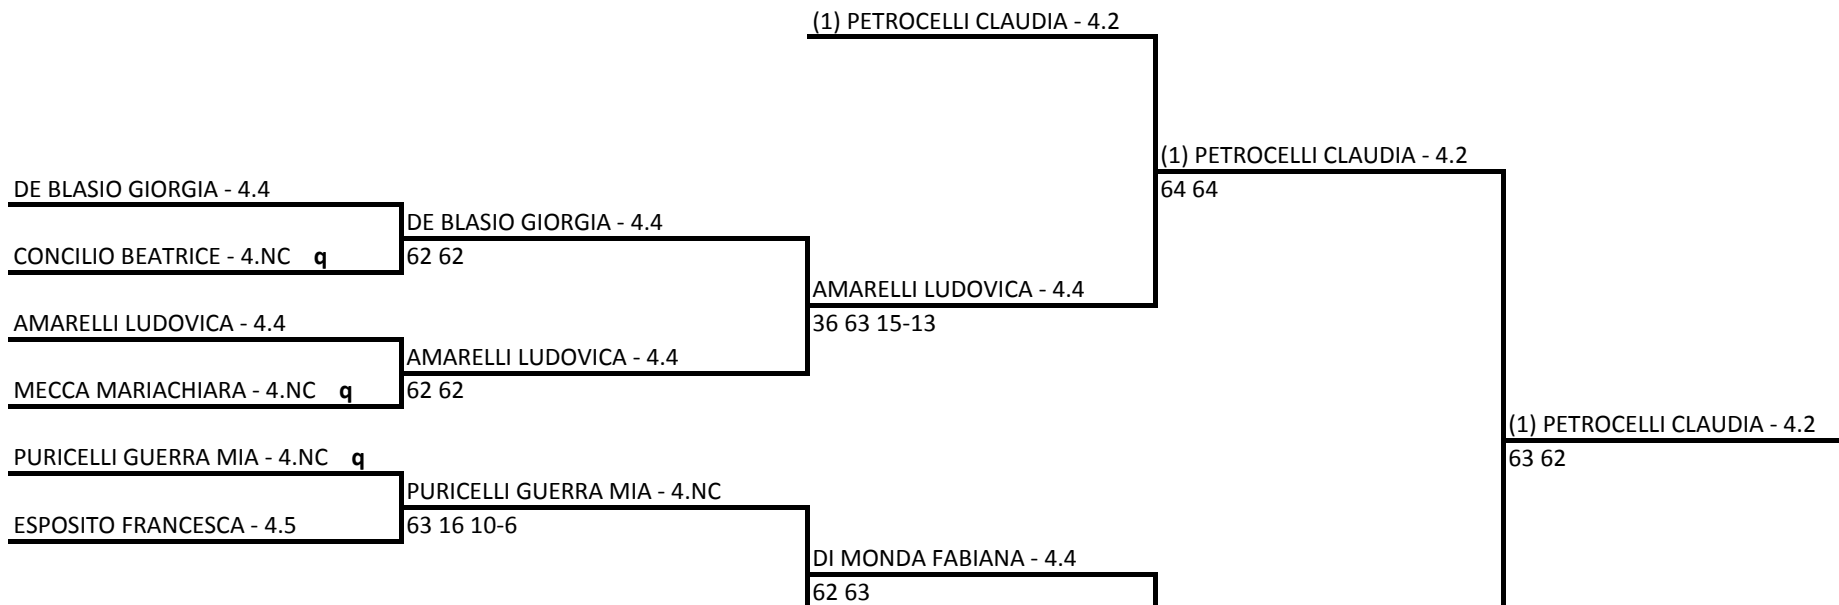 (1) PETROCELLI CLAUDIA - 4.2
(1) PETROCELLI CLAUDIA - 4.2
DE BLASIO GIORGIA - 4.4
64 64
DE BLASIO GIORGIA - 4.4
CONCILIO BEATRICE - 4.NC q
62 62
AMARELLI LUDOVICA - 4.4
AMARELLI LUDOVICA - 4.4
36 63 15-13
AMARELLI LUDOVICA - 4.4
MECCA MARIACHIARA - 4.NC q
62 62
(1) PETROCELLI CLAUDIA - 4.2
PURICELLI GUERRA MIA - 4.NC q
63 62
PURICELLI GUERRA MIA - 4.NC
ESPOSITO FRANCESCA - 4.5
63 16 10-6
DI MONDA FABIANA - 4.4
62 63